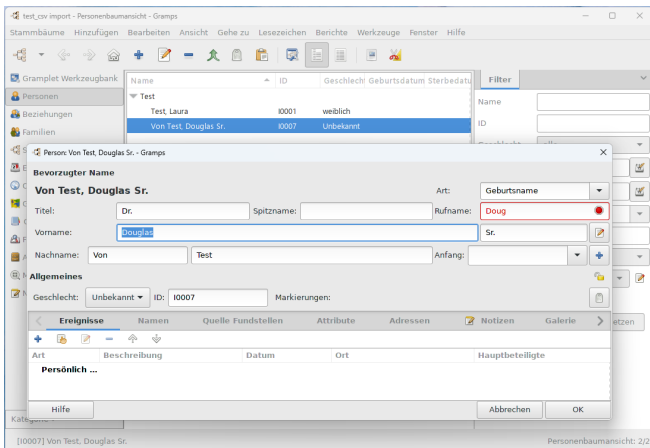 test_csv import - Personenbaumansicht - Gramps
Stammbäume Hinzufügen Bearbeiten Ansicht Gehe zu Lesezeichen Berichte Werkzeuge Fenster Hilfe
Gramplet Werkzeugbank
Personen
Beziehungen
Familien
Name ID Geschlecht Geburtsdatum Sterbedatu
Test
Test, Laura I0001 weiblich
Von Test, Douglas Sr. I0007 Unbekannt
Filter
Name
ID
Person: Von Test, Douglas Sr. - Gramps
Bevorzugter Name
Von Test, Douglas Sr. Art: Geburtsname
Titel: Dr. Spitzname: Rufname: Doug
Vorname: Douglas Sr.
Nachname: Von Test Anfang:
Allgemeines
Geschlecht: Unbekannt ID: I0007 Markierungen:
Ereignisse Namen Quelle Fundstellen Attribute Adressen Notizen Galerie
Art Beschreibung Datum Ort Hauptbeteiligte
Persönlich ...
Hilfe Abbrechen OK
etzen
[I0007] Von Test, Douglas Sr. Personenbaumansicht: 2/2